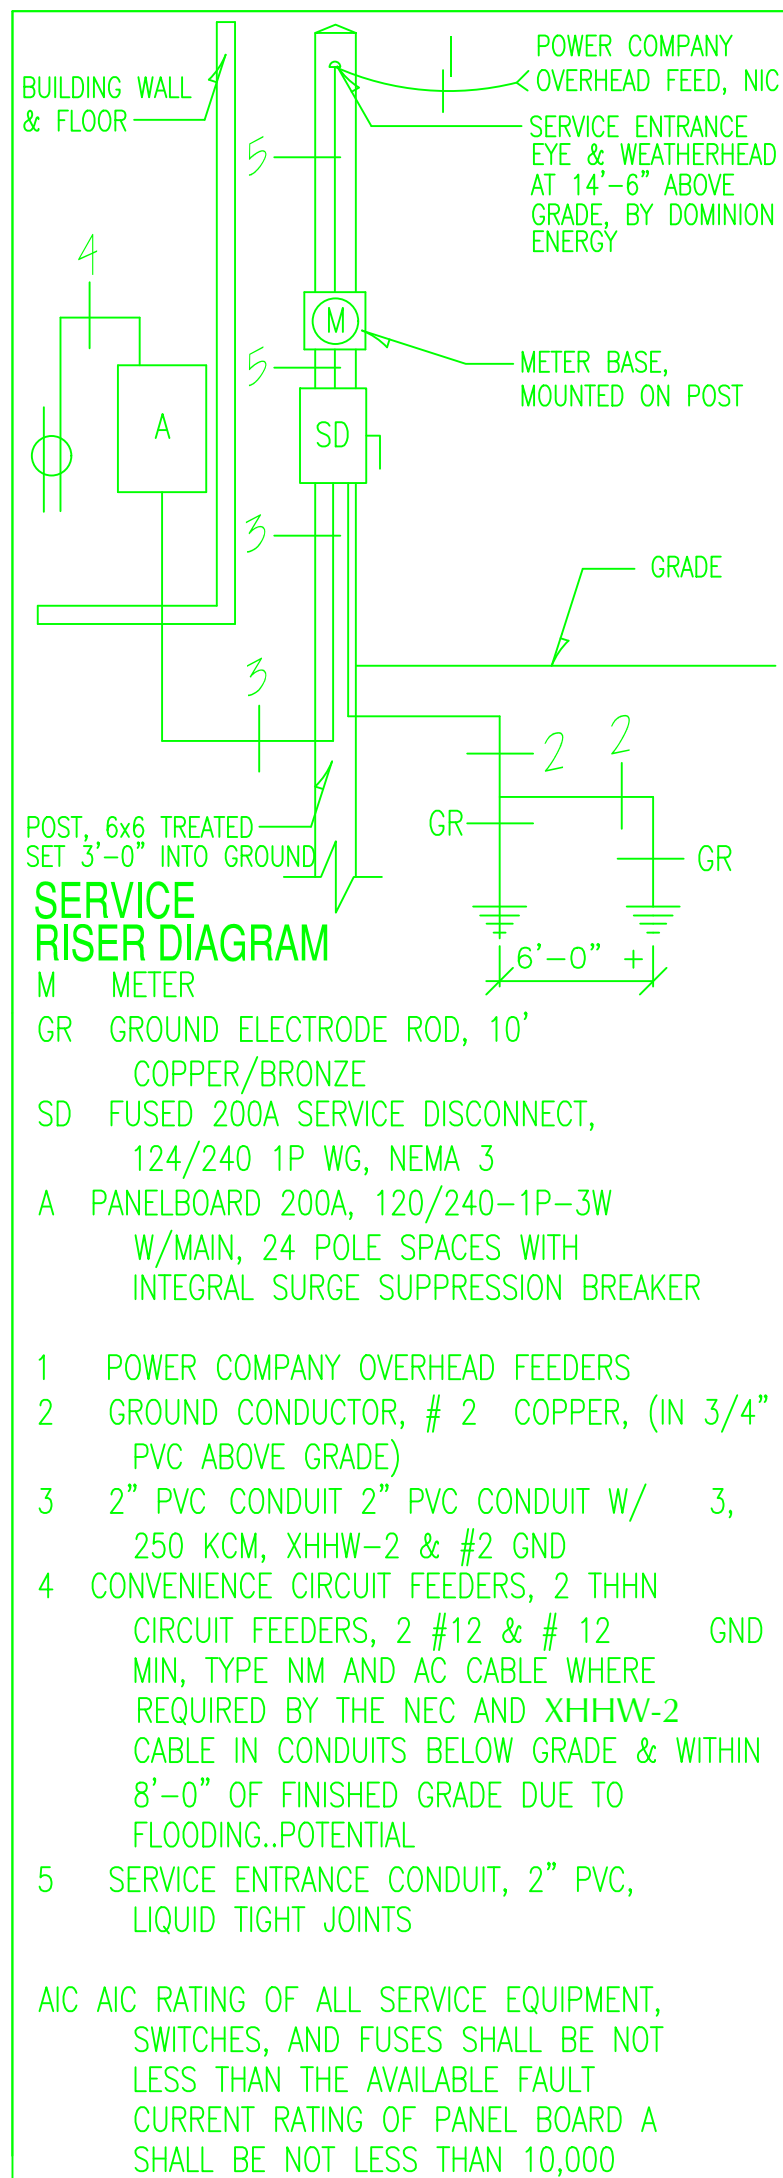 BUILDING WALL
& FLOOR
POWER COMPANY
OVERHEAD FEED, NIC
1
SERVICE ENTRANCE
EYE & WEATHERHEAD
AT 14'-6" ABOVE
GRADE, BY DOMINION
ENERGY
5
4
M
5
METER BASE,
MOUNTED ON POST
A
SD
3
GRADE
3
2
2
GR
GR
POST, 6x6 TREATED
SET 3'-0" INTO GROUND
6'-0" +
SERVICE
RISER DIAGRAM
M METER
GR GROUND ELECTRODE ROD, 10'
COPPER/BRONZE
SD FUSED 200A SERVICE DISCONNECT,
124/240 1P WG, NEMA 3
A PANELBOARD 200A, 120/240-1P-3W
W/MAIN, 24 POLE SPACES WITH
INTEGRAL SURGE SUPPRESSION BREAKER
1 POWER COMPANY OVERHEAD FEEDERS
2 GROUND CONDUCTOR, # 2 COPPER, (IN 3/4"
PVC ABOVE GRADE)
3 2" PVC CONDUIT 2" PVC CONDUIT W/ 3,
250 KCM, XHHW-2 & #2 GND
4 CONVENIENCE CIRCUIT FEEDERS, 2 THHN
CIRCUIT FEEDERS, 2 #12 & # 12 GND
MIN, TYPE NM AND AC CABLE WHERE
REQUIRED BY THE NEC AND XHHW-2
CABLE IN CONDUITS BELOW GRADE & WITHIN
8'-0" OF FINISHED GRADE DUE TO
FLOODING..POTENTIAL
5 SERVICE ENTRANCE CONDUIT, 2" PVC,
LIQUID TIGHT JOINTS
AIC AIC RATING OF ALL SERVICE EQUIPMENT,
SWITCHES, AND FUSES SHALL BE NOT
LESS THAN THE AVAILABLE FAULT
CURRENT RATING OF PANEL BOARD A
SHALL BE NOT LESS THAN 10,000